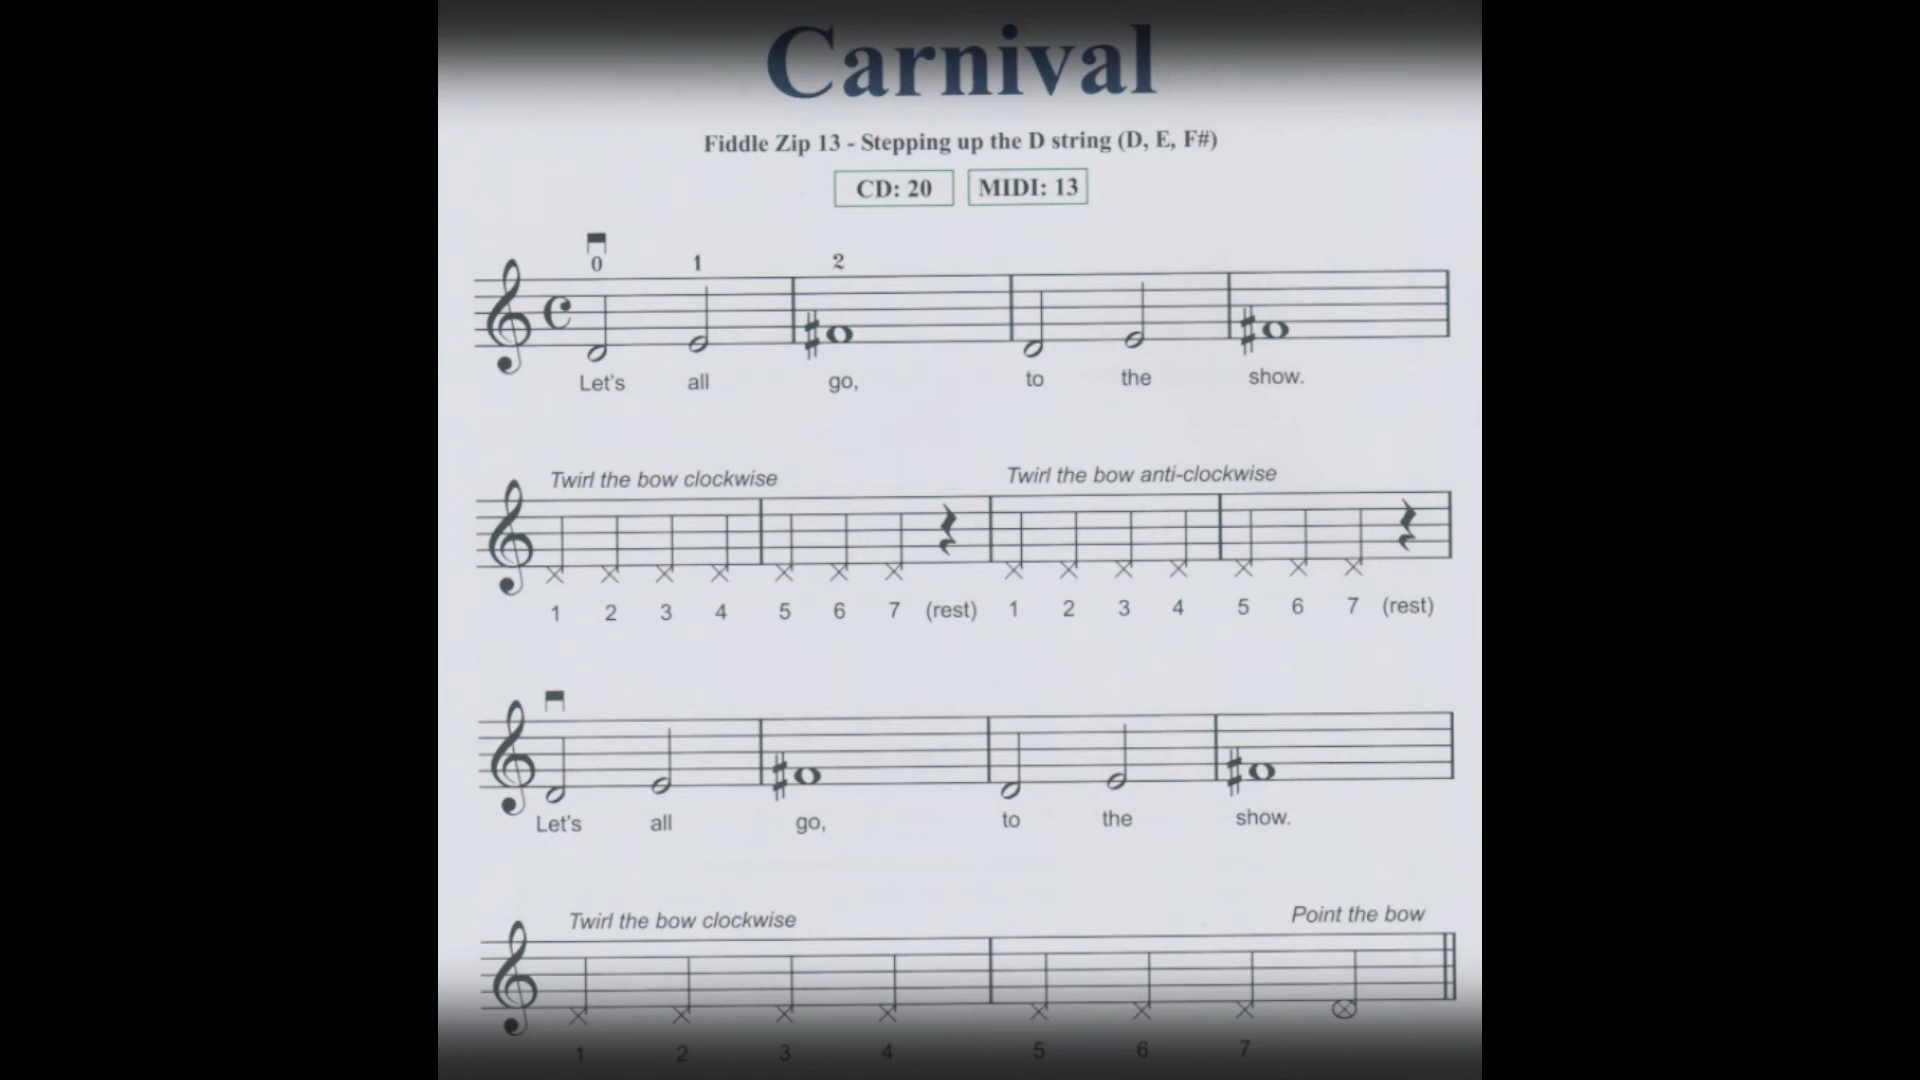 Carnival
Fiddle Zip 13 - Stepping up the D string (D, E, F#)
CD: 20 MIDI: 13
0 1 2
Let's all go, to the show.
Twirl the bow clockwise Twirl the bow anti-clockwise
1 2 3 4 5 6 7 (rest) 1 2 3 4 5 6 7 (rest)
Let's all go, to the show.
Twirl the bow clockwise Point the bow
1 2 3 4 5 6 7